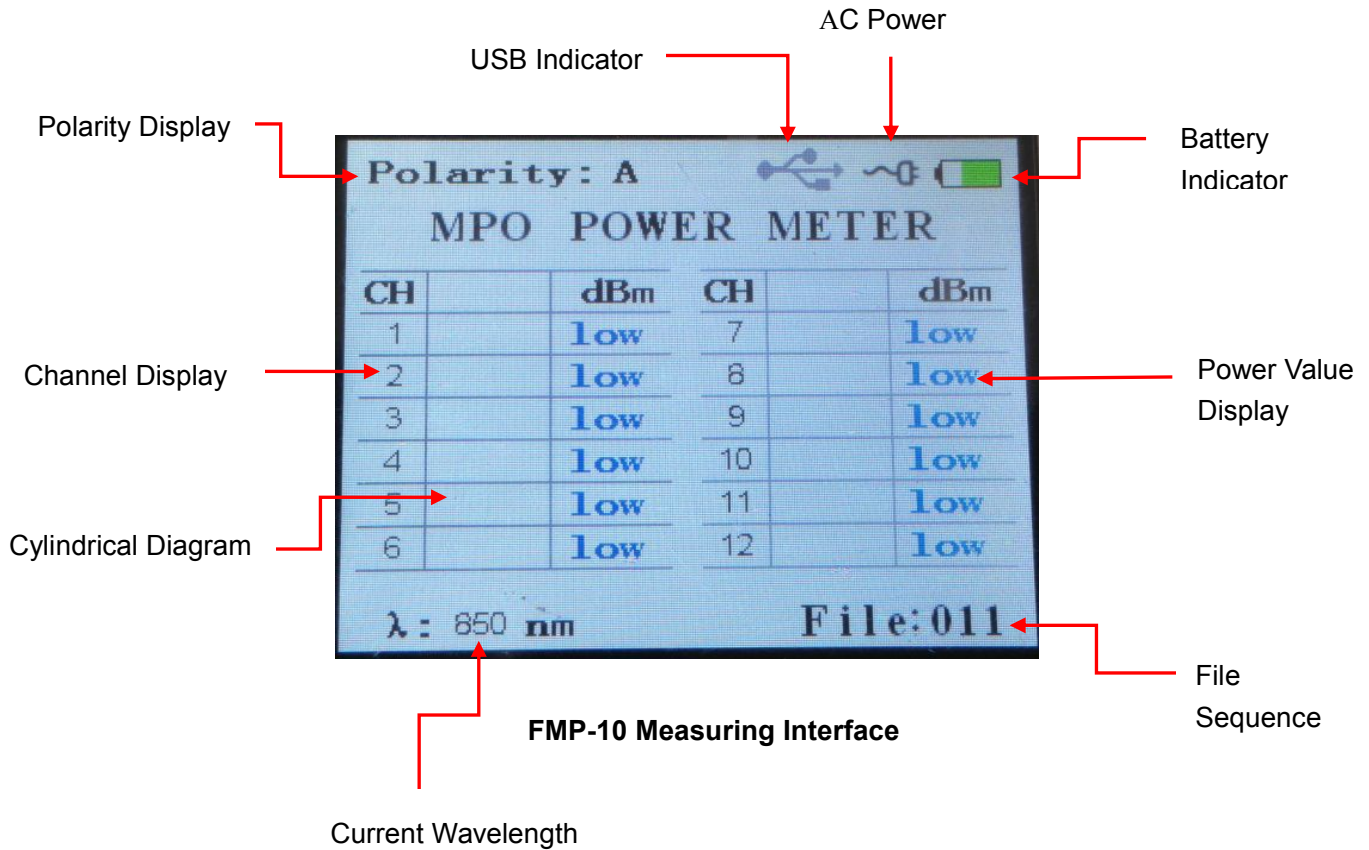 AC Power
USB Indicator
Polarity Display
Battery
Indicator
Polarity: A
MPO POWER METER
CH dBm CH dBm
1 low 7 low
2 low 8 low
3 low 9 low
4 low 10 low
5 low 11 low
6 low 12 low
λ: 850 nm
File:011
Channel Display
Power Value
Display
Cylindrical Diagram
File
Sequence
FMP-10 Measuring Interface
Current Wavelength